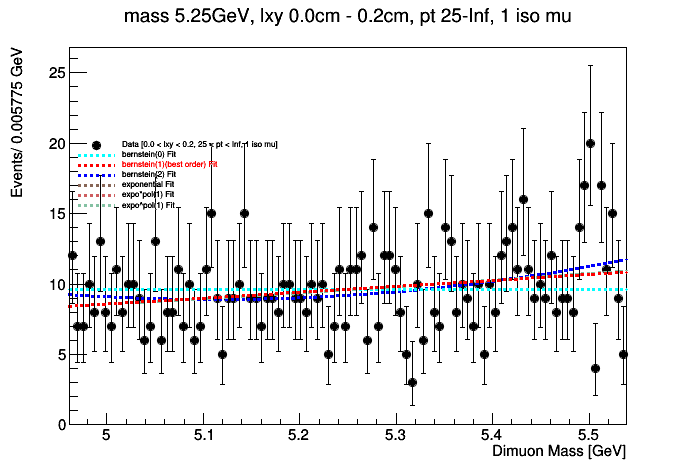 mass 5.25GeV, lxy 0.0cm - 0.2cm, pt 25-Inf, 1 iso mu
Events/ 0.005775 GeV
25
20
15
10
5
0
Data [0.0 < lxy < 0.2, 25 < pt < Inf, 1 iso mu]
bernstein(0) Fit
bernstein(1)(best order) Fit
bernstein(2) Fit
exponential Fit
expo*pol(1) Fit
expo^pol(1) Fit
5 5.1 5.2 5.3 5.4 5.5
Dimuon Mass [GeV]